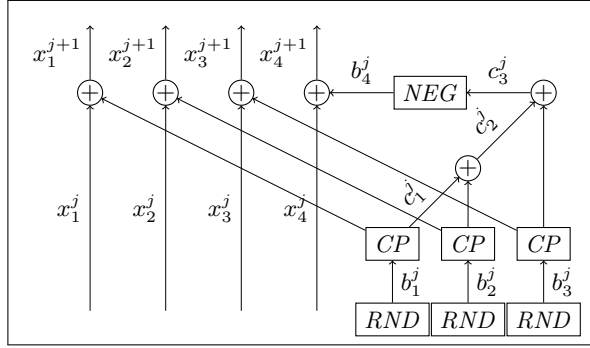 x_1^{j+1} x_2^{j+1} x_3^{j+1} x_4^{j+1}
+ + + + b_4^j NEG c_3^j +
c_2^j
+
x_1^j x_2^j x_3^j x_4^j c_1^j
CP CP CP
b_1^j b_2^j b_3^j
RND RND RND